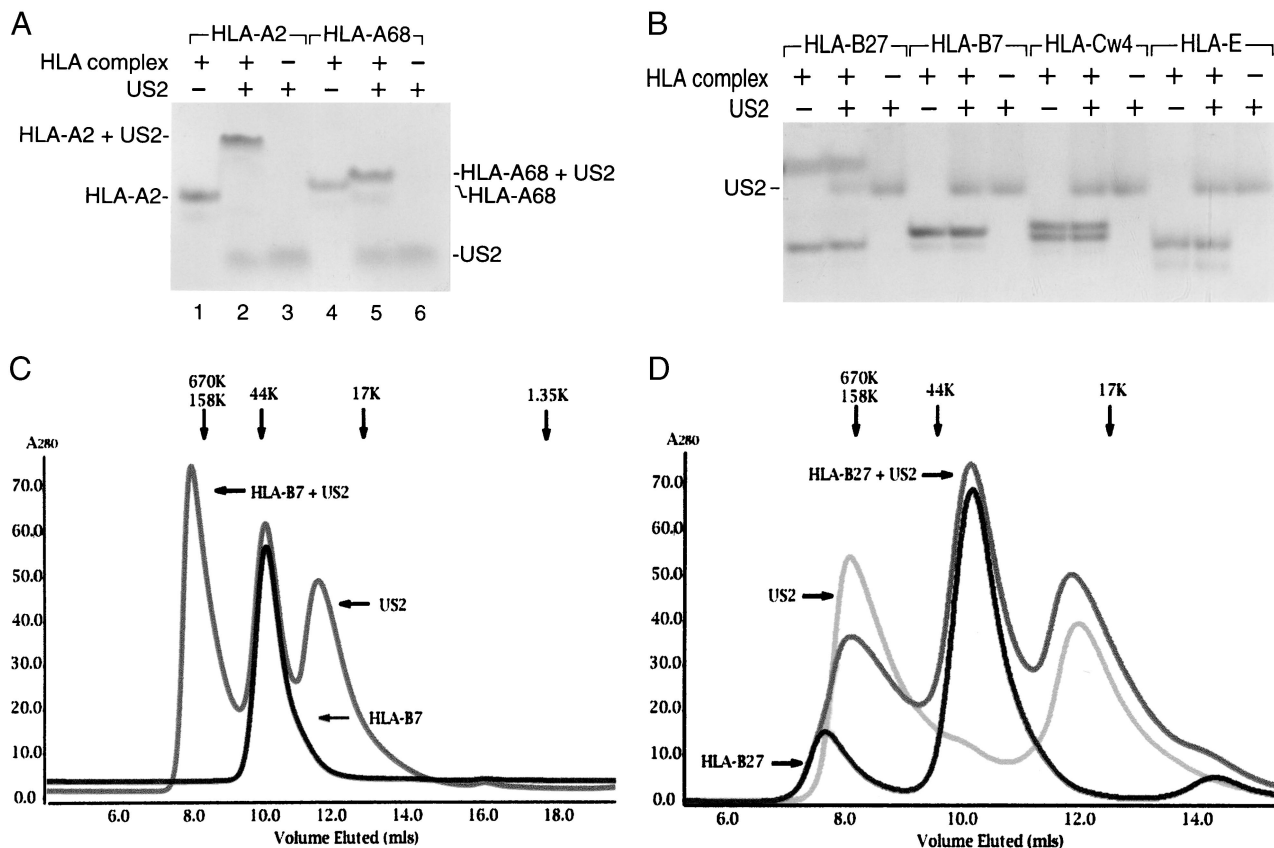 A
HLA-A2 HLA-A68
HLA complex + + − + + −
US2 − + + − + +
HLA-A2 + US2-
HLA-A2-
-HLA-A68 + US2
HLA-A68
-US2
1 2 3 4 5 6
B
HLA-B27 HLA-B7 HLA-Cw4 HLA-E
HLA complex + + − + + − + + − + + −
US2 − + + − + + − + + − + +
US2 -
C
670K
158K 44K 17K 1.35K
A280
70.0
60.0
50.0
40.0
30.0
20.0
10.0
0.0
HLA-B7 + US2
US2
HLA-B7
6.0 8.0 10.0 12.0 14.0 16.0 18.0
Volume Eluted (mls)
D
670K
158K 44K 17K
A280
70.0
60.0
50.0
40.0
30.0
20.0
10.0
0.0
HLA-B27 + US2
US2
HLA-B27
6.0 8.0 10.0 12.0 14.0
Volume Eluted (mls)